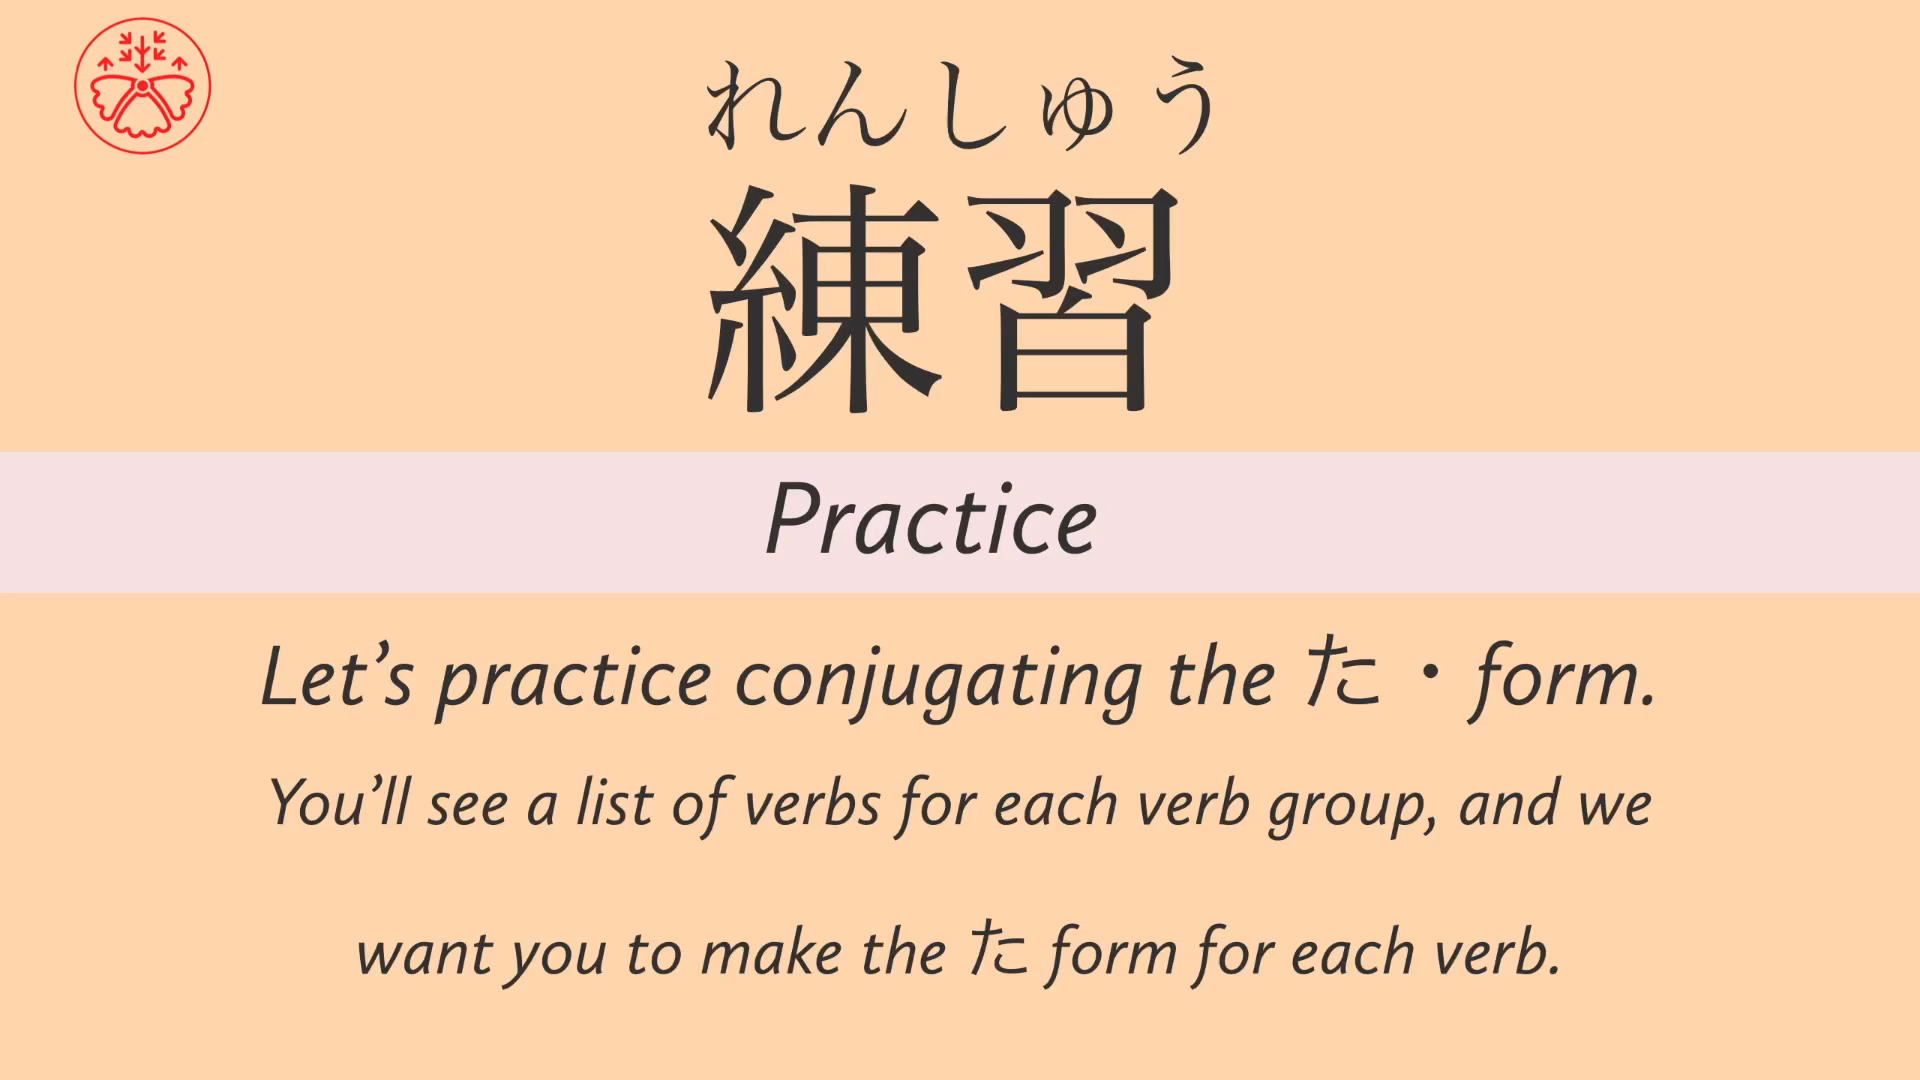 れんしゅう
練習
Practice
Let’s practice conjugating the た・form.
You’ll see a list of verbs for each verb group, and we
want you to make the た form for each verb.